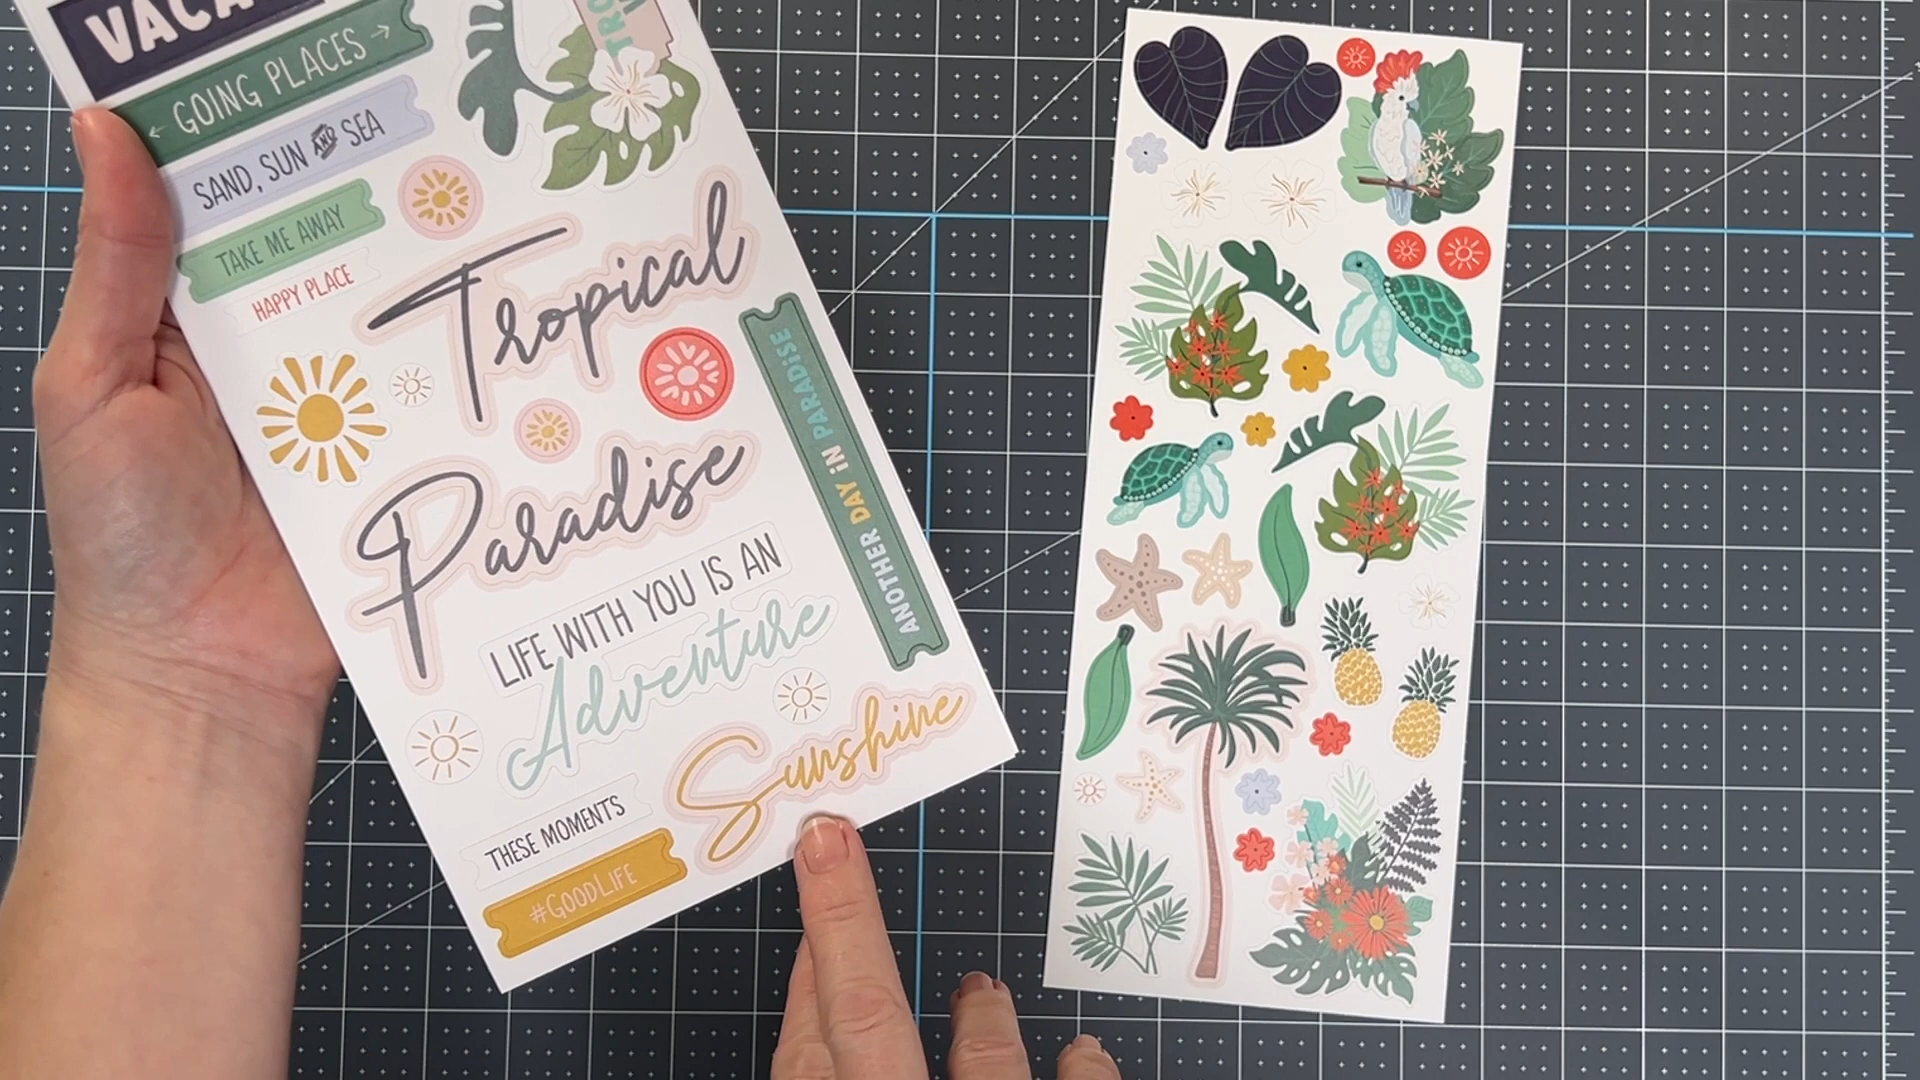 ← GOING PLACES →
SAND, SUN AND SEA
TAKE ME AWAY
HAPPY PLACE
Tropical
Paradise
ANOTHER DAY iN PARADiSE
LIFE WITH YOU IS AN
Adventure
Sunshine
THESE MOMENTS
#GOODLIFE